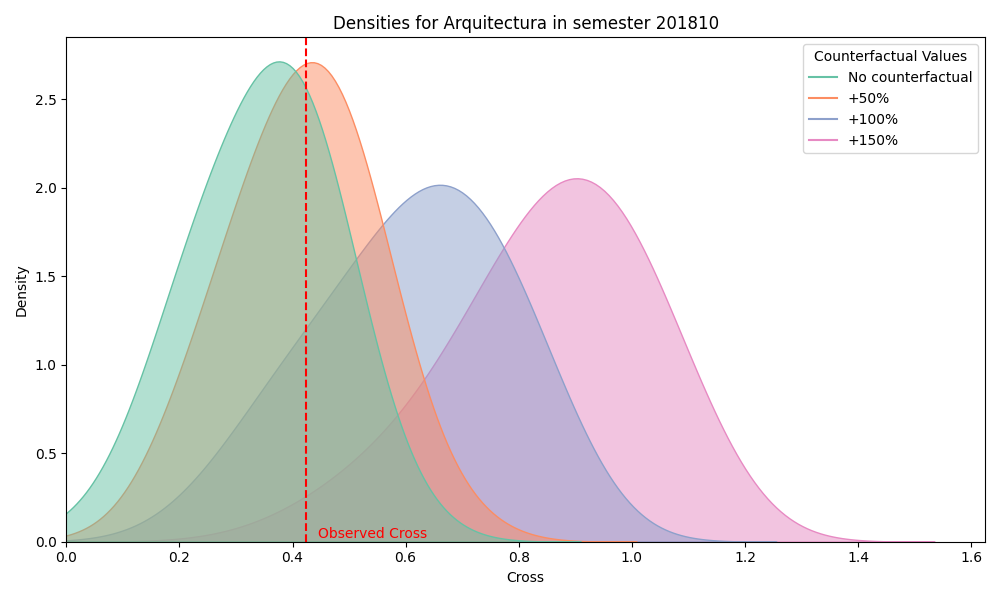 Densities for Arquitectura in semester 201810
Counterfactual Values
No counterfactual
+50%
+100%
+150%
Density
2.5
2.0
1.5
1.0
0.5
0.0
Observed Cross
0.0 0.2 0.4 0.6 0.8 1.0 1.2 1.4 1.6
Cross